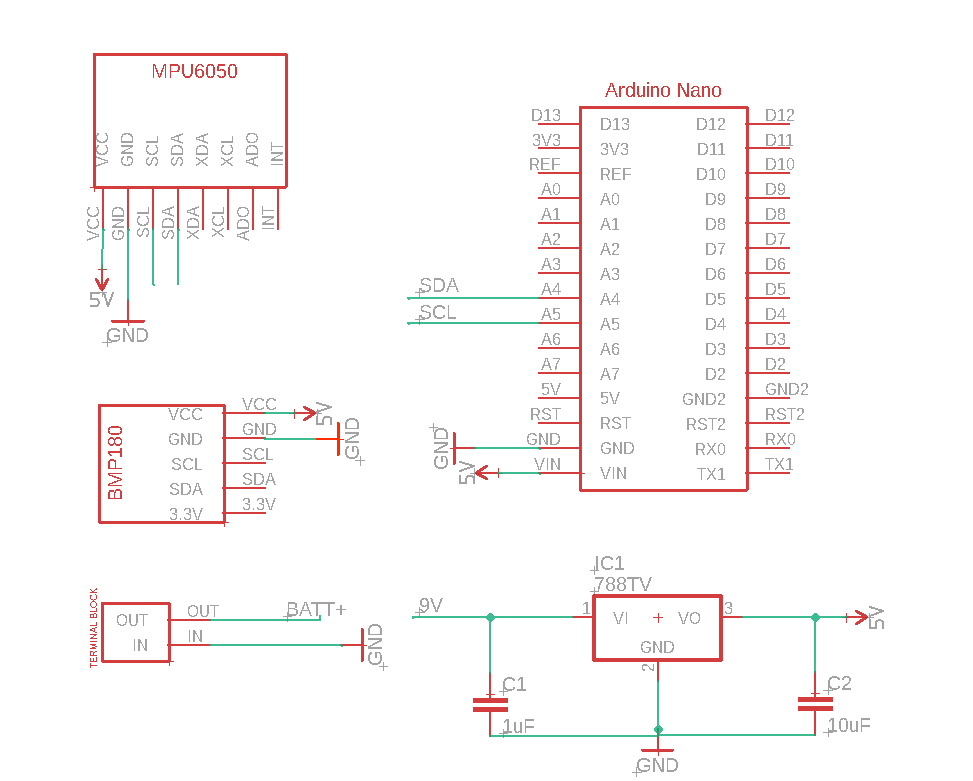 MPU6050
VCC GND SCL SDA XDA XCL ADO INT
VCC GND SCL SDA XDA XCL ADO INT
5V
GND
Arduino Nano
D13 D13 D12 D12
3V3 3V3 D11 D11
REF REF D10 D10
A0 A0 D9 D9
A1 A1 D8 D8
A2 A2 D7 D7
A3 A3 D6 D6
SDA A4 A4 D5 D5
SCL A5 A5 D4 D4
A6 A6 D3 D3
A7 A7 D2 D2
5V 5V GND2 GND2
RST RST RST2 RST2
GND GND GND RX0 RX0
5V VIN VIN TX1 TX1
BMP180
VCC VCC 5V
GND GND GND
SCL SCL
SDA SDA
3.3V 3.3V
TERMINAL BLOCK
OUT OUT BATT+
IN IN GND
IC1
788TV
9V 1 VI VO 3 5V
GND
2
C1
1uF
C2
10uF
GND